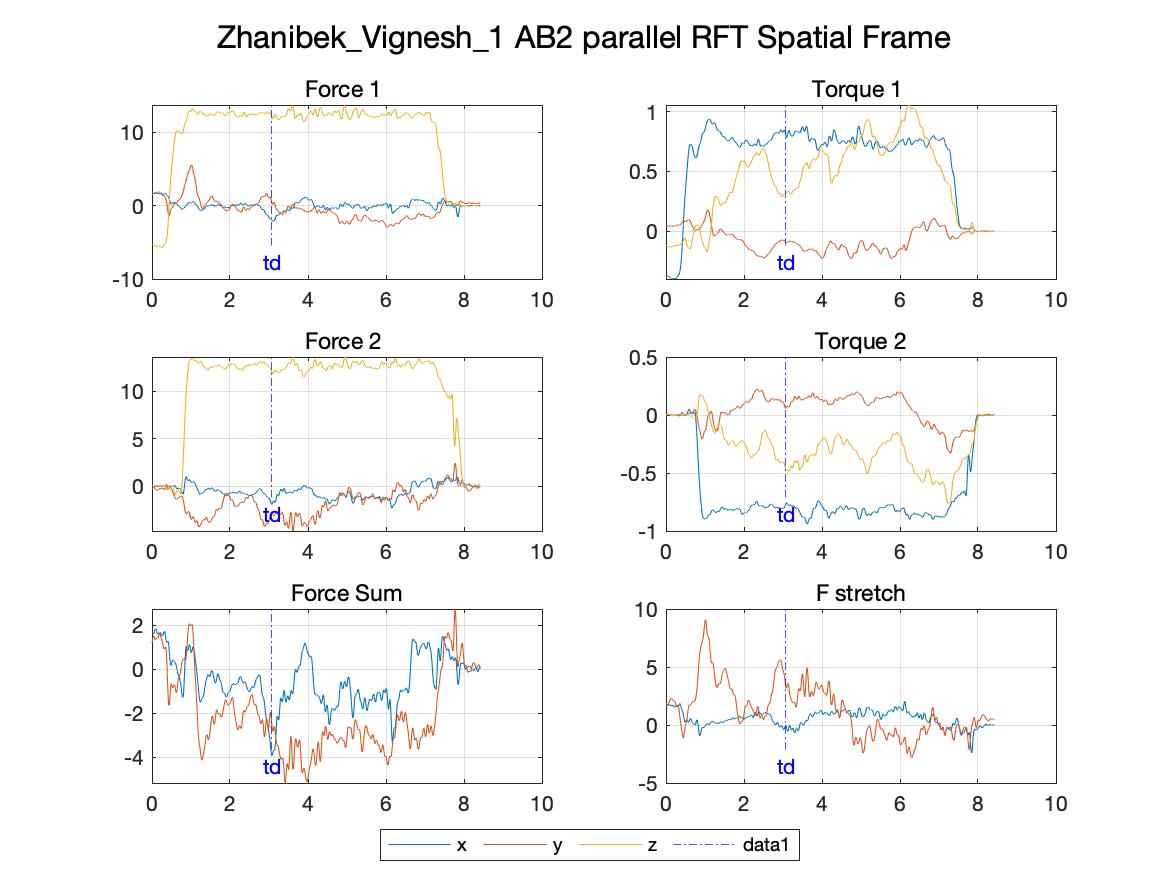 Zhanibek_Vignesh_1 AB2 parallel RFT Spatial Frame
Force 1
10
0
-10
td
0 2 4 6 8 10
Torque 1
1
0.5
0
td
0 2 4 6 8 10
Force 2
10
5
0
td
0 2 4 6 8 10
Torque 2
0.5
0
-0.5
-1
td
0 2 4 6 8 10
Force Sum
2
0
-2
-4
td
0 2 4 6 8 10
F stretch
10
5
0
-5
td
0 2 4 6 8 10
x y z data1